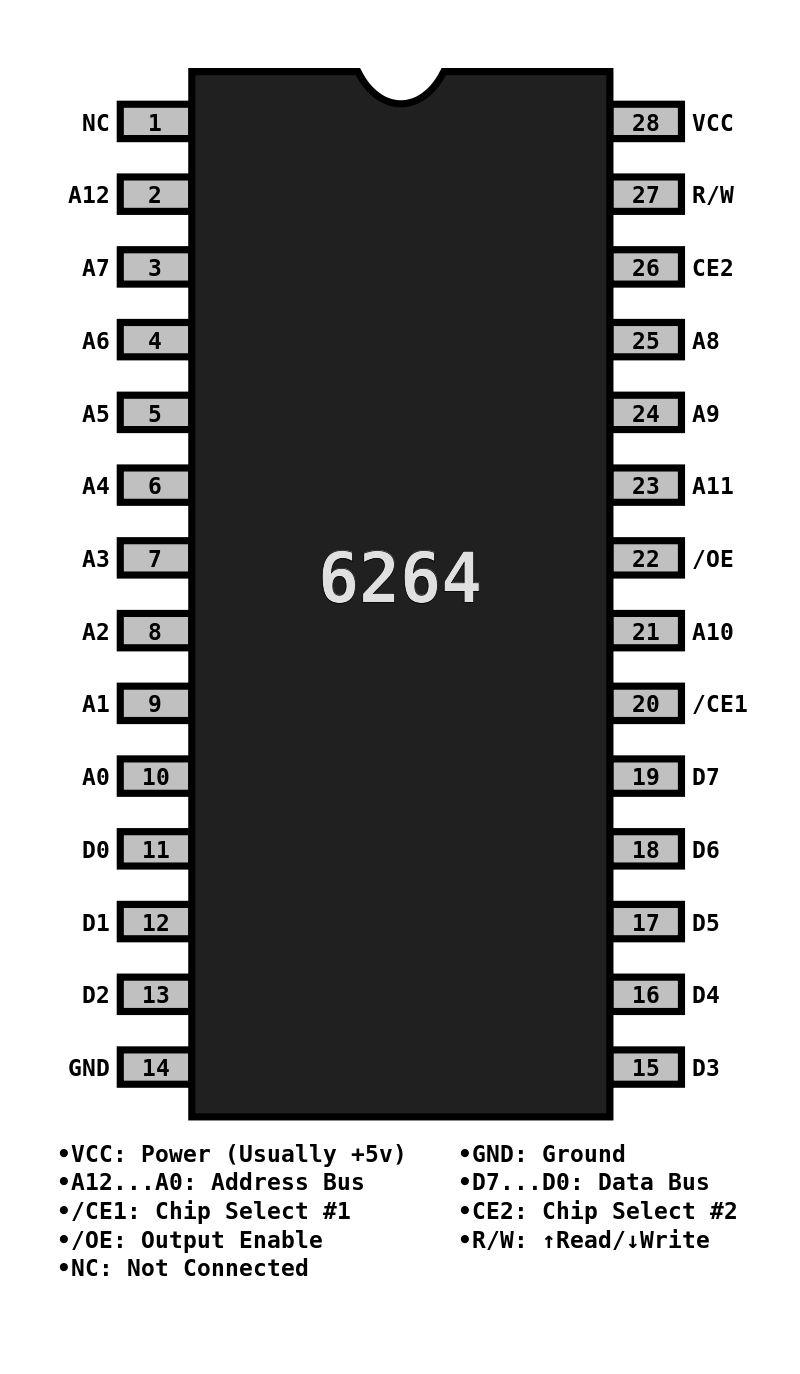 NC 1 28 VCC
A12 2 27 R/W
A7 3 26 CE2
A6 4 25 A8
A5 5 24 A9
A4 6 23 A11
A3 7 22 /OE
6264
A2 8 21 A10
A1 9 20 /CE1
A0 10 19 D7
D0 11 18 D6
D1 12 17 D5
D2 13 16 D4
GND 14 15 D3
•VCC: Power (Usually +5v) •GND: Ground
•A12...A0: Address Bus •D7...D0: Data Bus
•/CE1: Chip Select #1 •CE2: Chip Select #2
•/OE: Output Enable •R/W: ↑Read/↓Write
•NC: Not Connected